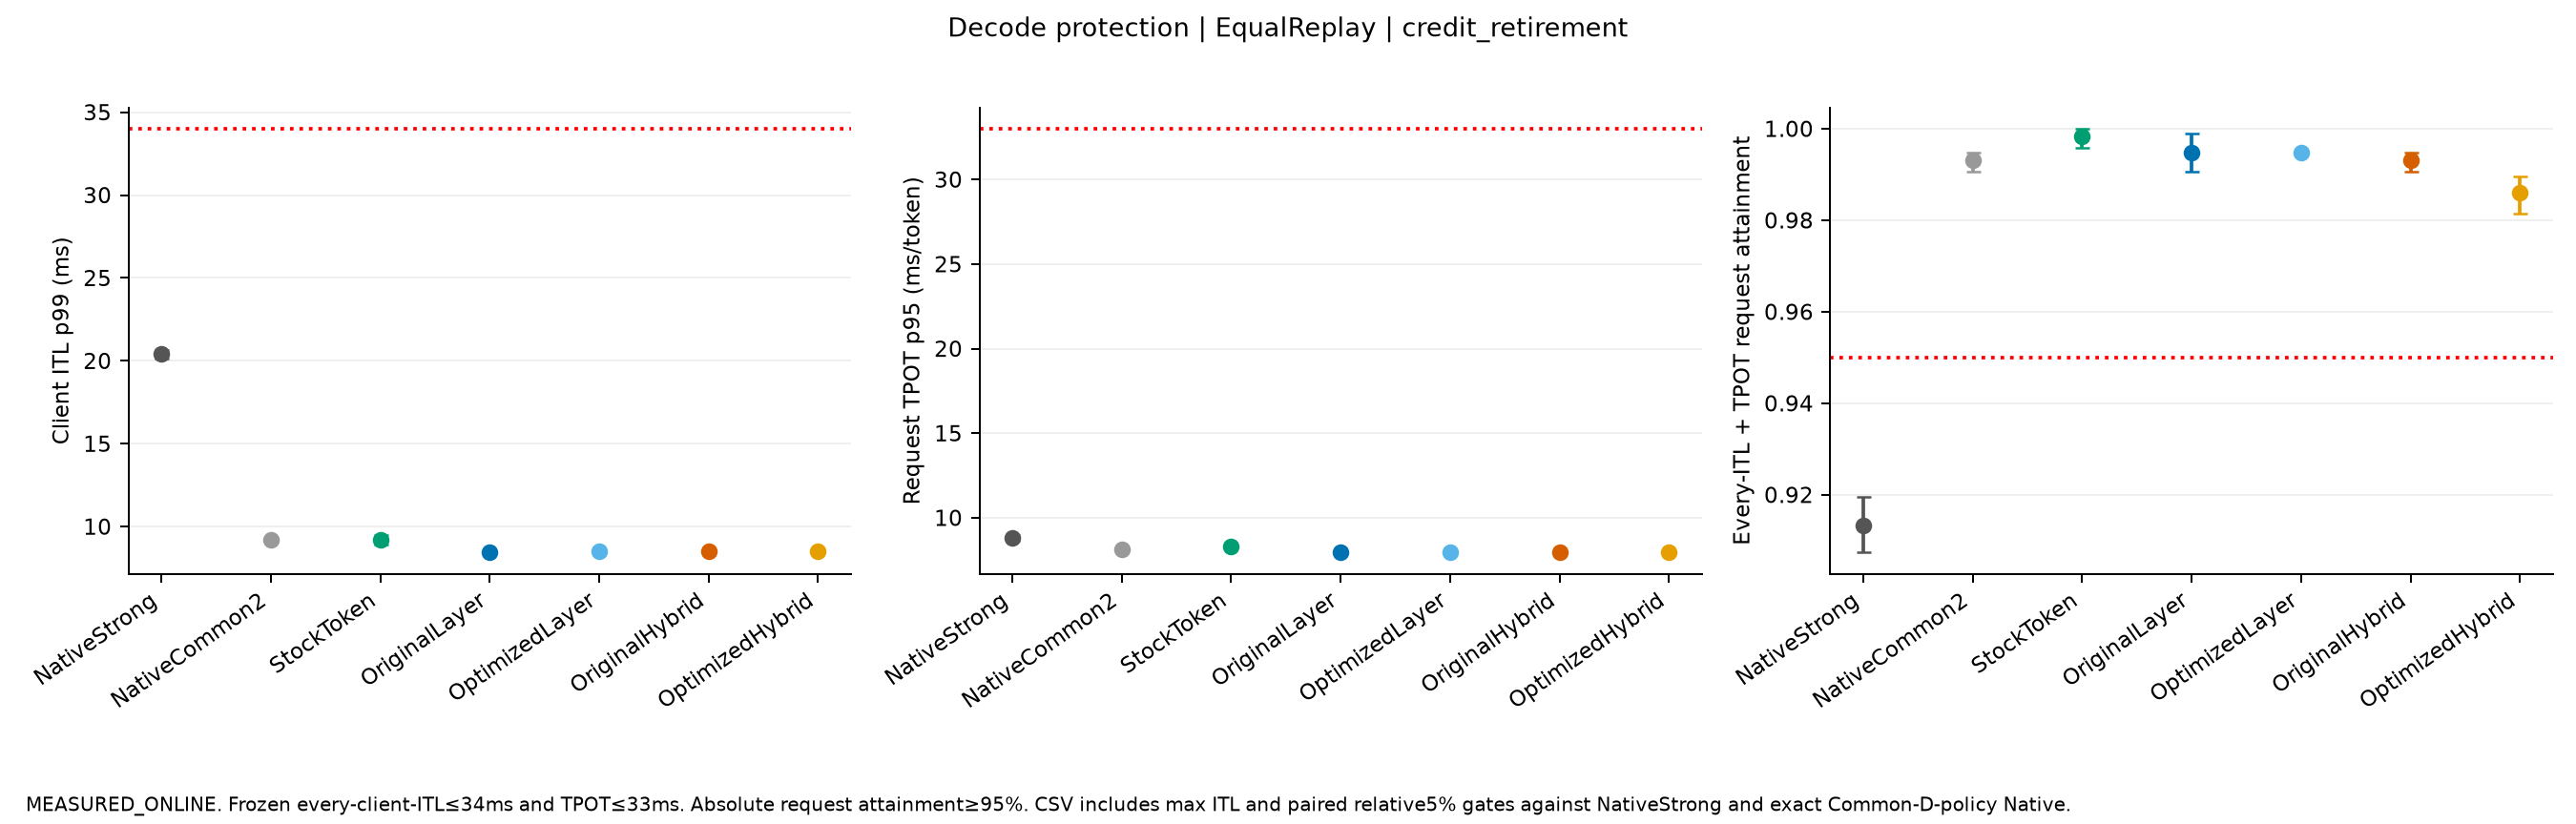 Decode protection | EqualReplay | credit_retirement
Client ITL p99 (ms)
35
30
25
20
15
10
NativeStrong
NativeCommon2
StockToken
OriginalLayer
OptimizedLayer
OriginalHybrid
OptimizedHybrid
Request TPOT p95 (ms/token)
30
25
20
15
10
NativeStrong
NativeCommon2
StockToken
OriginalLayer
OptimizedLayer
OriginalHybrid
OptimizedHybrid
Every-ITL + TPOT request attainment
1.00
0.98
0.96
0.94
0.92
NativeStrong
NativeCommon2
StockToken
OriginalLayer
OptimizedLayer
OriginalHybrid
OptimizedHybrid
MEASURED_ONLINE. Frozen every-client-ITL≤34ms and TPOT≤33ms. Absolute request attainment≥95%. CSV includes max ITL and paired relative5% gates against NativeStrong and exact Common-D-policy Native.